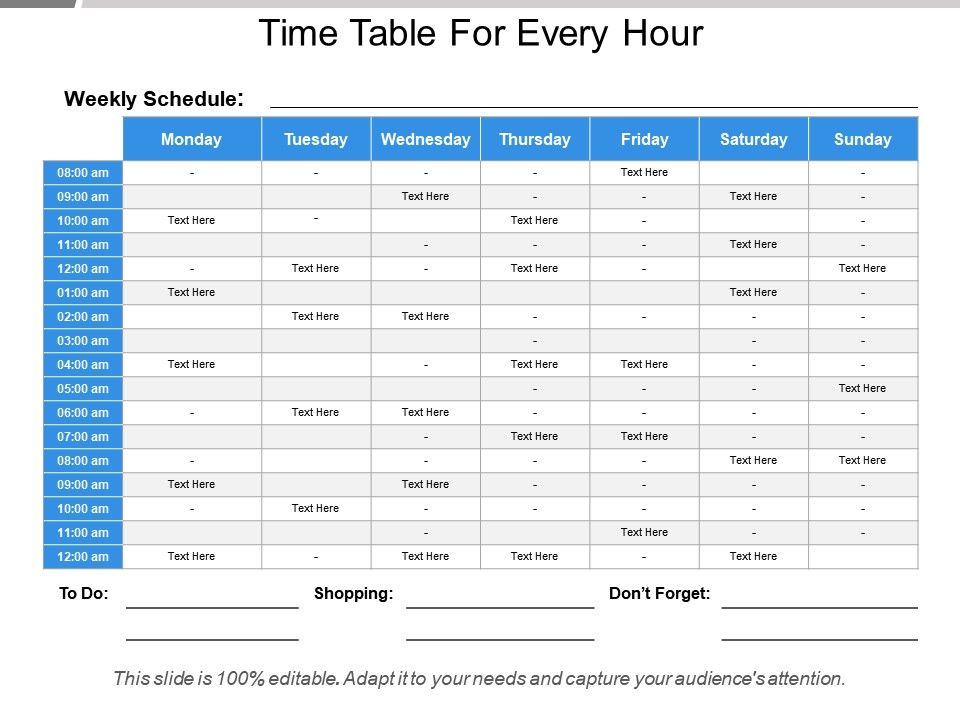 Time Table For Every Hour
Weekly Schedule:
Monday Tuesday Wednesday Thursday Friday Saturday Sunday
08:00 am - - - - Text Here -
09:00 am Text Here - - Text Here -
10:00 am Text Here - Text Here - -
11:00 am - - - Text Here -
12:00 am - Text Here - Text Here - Text Here
01:00 am Text Here Text Here -
02:00 am Text Here Text Here - - - -
03:00 am - - -
04:00 am Text Here - Text Here Text Here - -
05:00 am - - - Text Here
06:00 am - Text Here Text Here - - - -
07:00 am - Text Here Text Here - -
08:00 am - - - - Text Here Text Here
09:00 am Text Here Text Here - - - -
10:00 am - Text Here - - - - -
11:00 am - Text Here - -
12:00 am Text Here - Text Here Text Here - Text Here
To Do: Shopping: Don’t Forget:
This slide is 100% editable. Adapt it to your needs and capture your audience's attention.